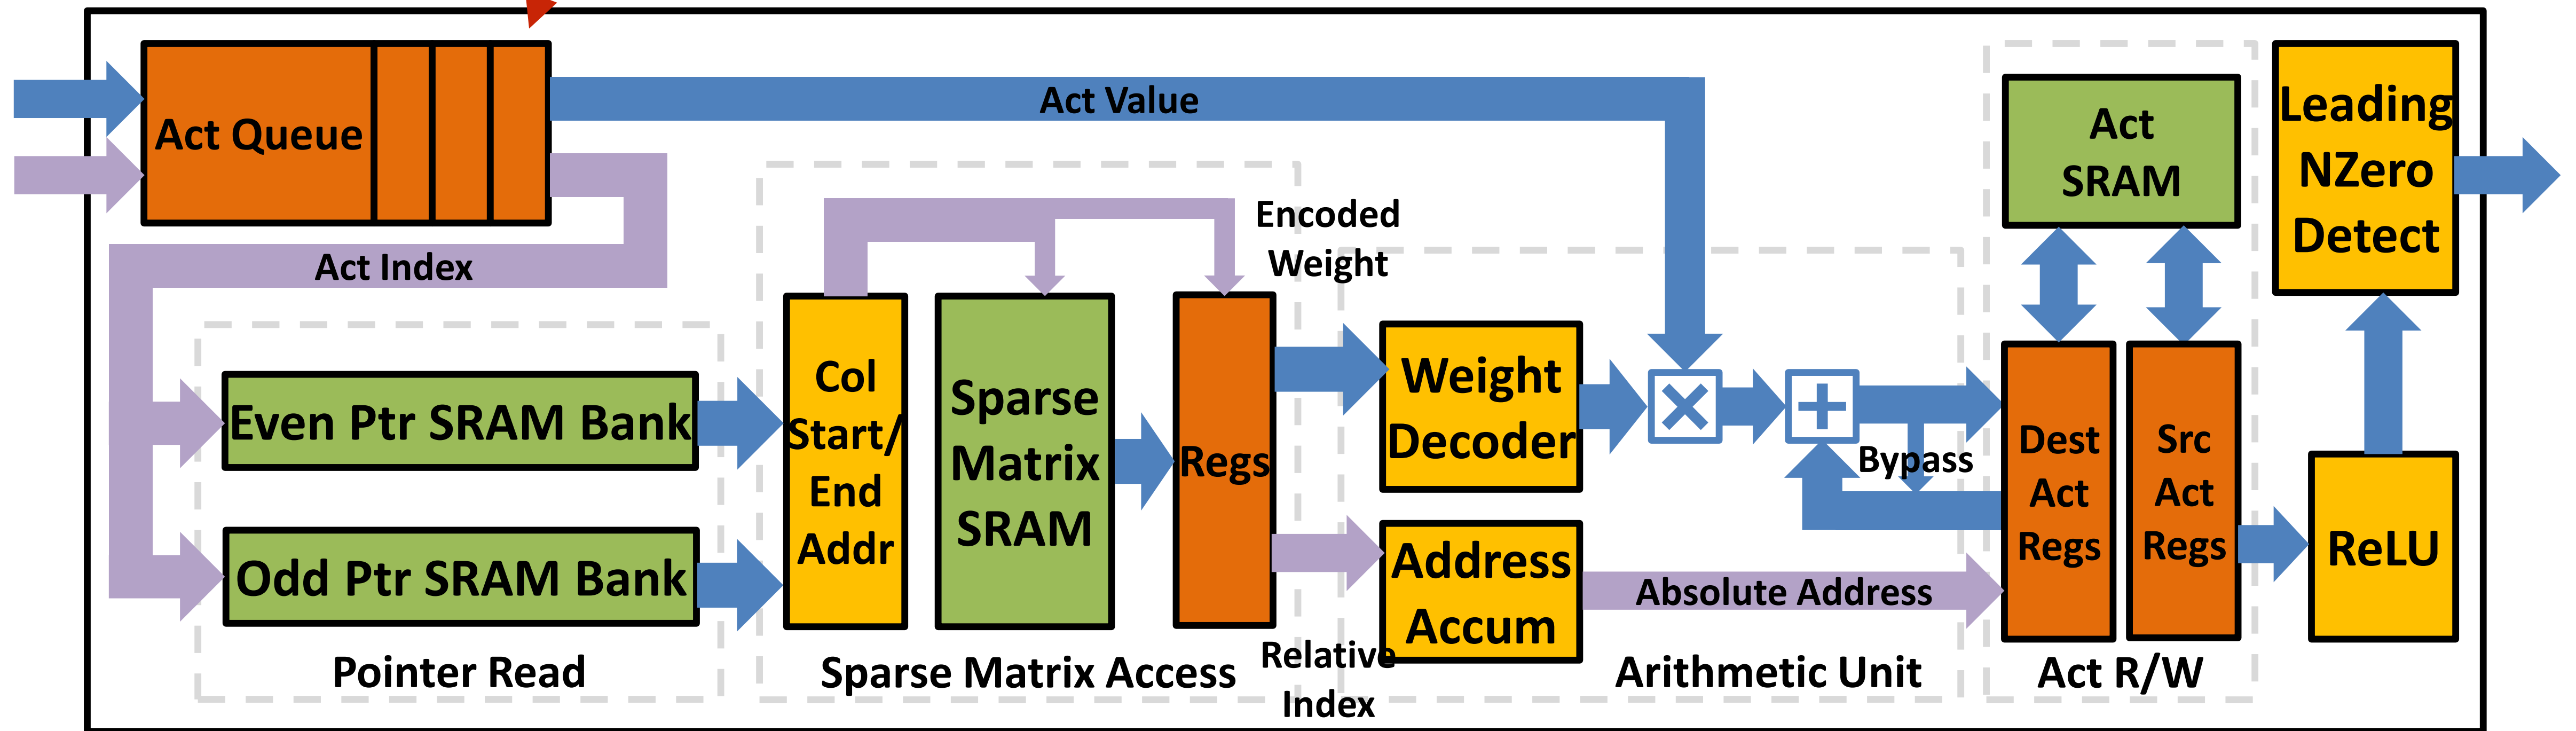 Act Queue
Act Value
Act Index
Even Ptr SRAM Bank
Odd Ptr SRAM Bank
Pointer Read
Col
Start/
End
Addr
Sparse
Matrix
SRAM
Regs
Sparse Matrix Access
Encoded
Weight
Relative
Index
Weight
Decoder
Address
Accum
Bypass
Absolute Address
Arithmetic Unit
Act
SRAM
Dest
Act
Regs
Src
Act
Regs
Act R/W
Leading
NZero
Detect
ReLU